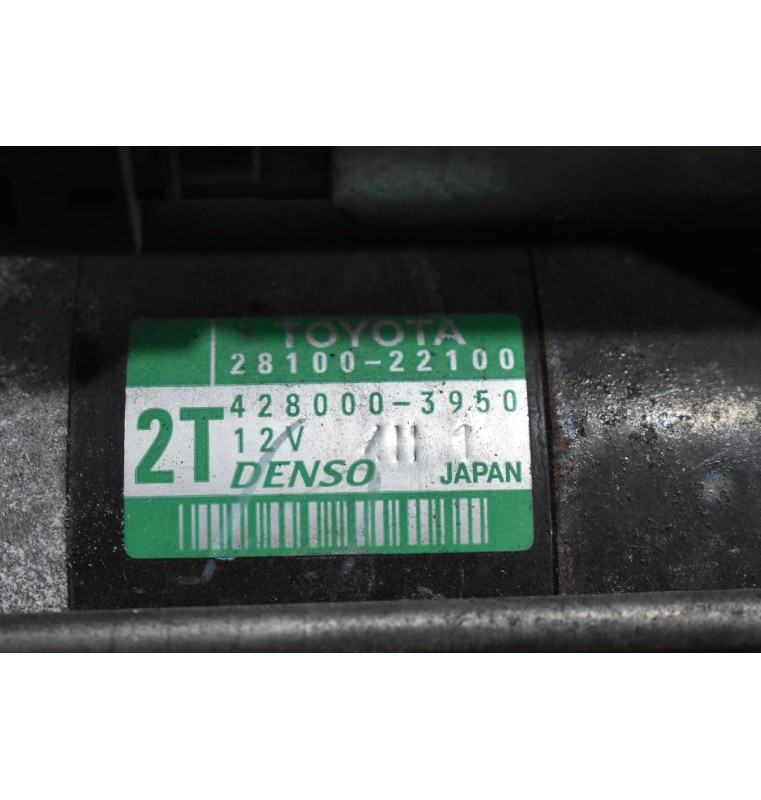 TOYOTA
28100-22100
2T
428000-3950
12V
DENSO
JAPAN